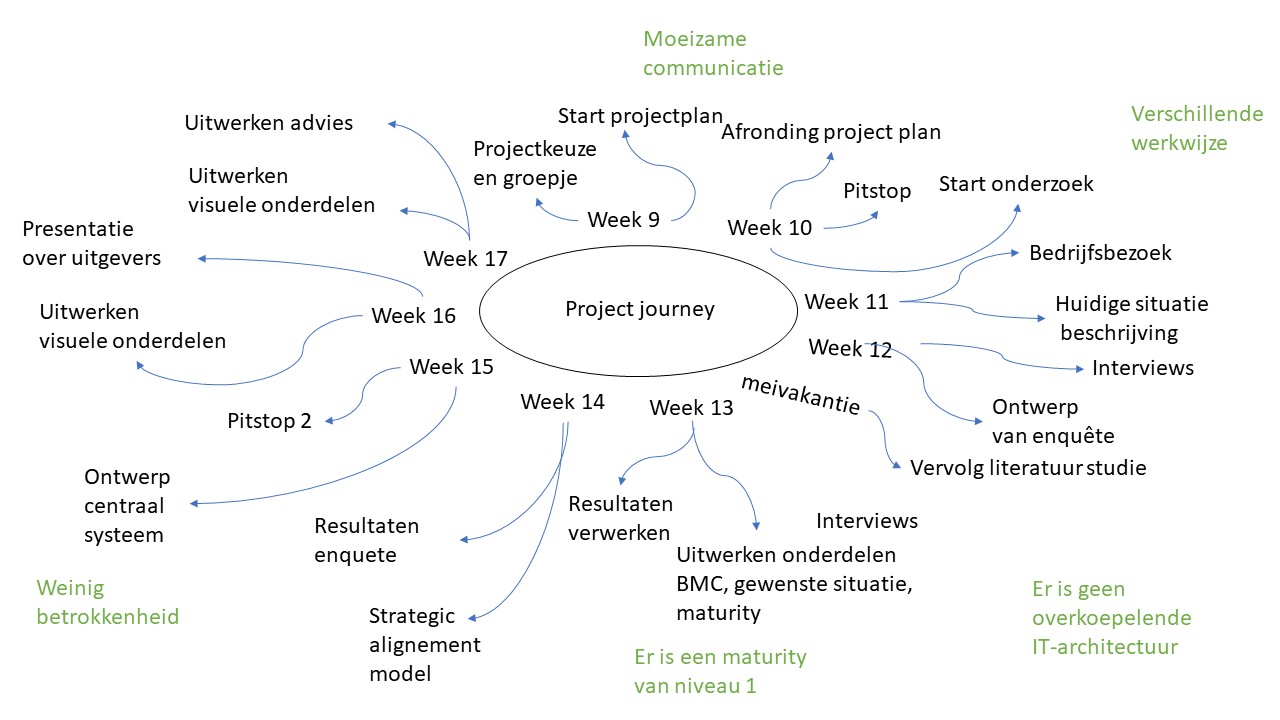 Moeizame
communicatie
Verschillende
werkwijze
Start projectplan
Uitwerken advies
Afronding project plan
Projectkeuze
en groepje
Uitwerken
visuele onderdelen
Pitstop
Start onderzoek
Week 9
Week 10
Presentatie
over uitgevers
Week 17
Bedrijfsbezoek
Project journey
Week 11
Huidige situatie
beschrijving
Week 16
Uitwerken
visuele onderdelen
Week 12
Interviews
Week 15
meivakantie
Week 14
Week 13
Ontwerp
van enquête
Pitstop 2
Vervolg literatuur studie
Ontwerp
centraal
systeem
Resultaten
verwerken
Interviews
Resultaten
enquete
Uitwerken onderdelen
BMC, gewenste situatie,
maturity
Weinig
betrokkenheid
Er is geen
overkoepelende
IT-architectuur
Strategic
alignement
model
Er is een maturity
van niveau 1